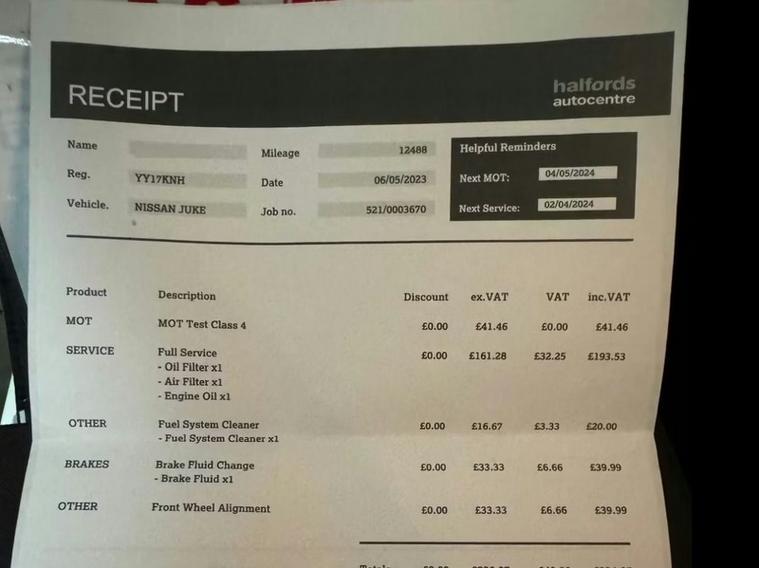 RECEIPT
halfords
autocentre
Name
Mileage 12488
Helpful Reminders
Reg. YY17KNH
Date 06/05/2023
Next MOT: 04/05/2024
Vehicle. NISSAN JUKE
Job no. 521/0003670
Next Service: 02/04/2024
Product Description Discount ex.VAT VAT inc.VAT
MOT MOT Test Class 4 £0.00 £41.46 £0.00 £41.46
SERVICE Full Service £0.00 £161.28 £32.25 £193.53
- Oil Filter x1
- Air Filter x1
- Engine Oil x1
OTHER Fuel System Cleaner £0.00 £16.67 £3.33 £20.00
- Fuel System Cleaner x1
BRAKES Brake Fluid Change £0.00 £33.33 £6.66 £39.99
- Brake Fluid x1
OTHER Front Wheel Alignment £0.00 £33.33 £6.66 £39.99